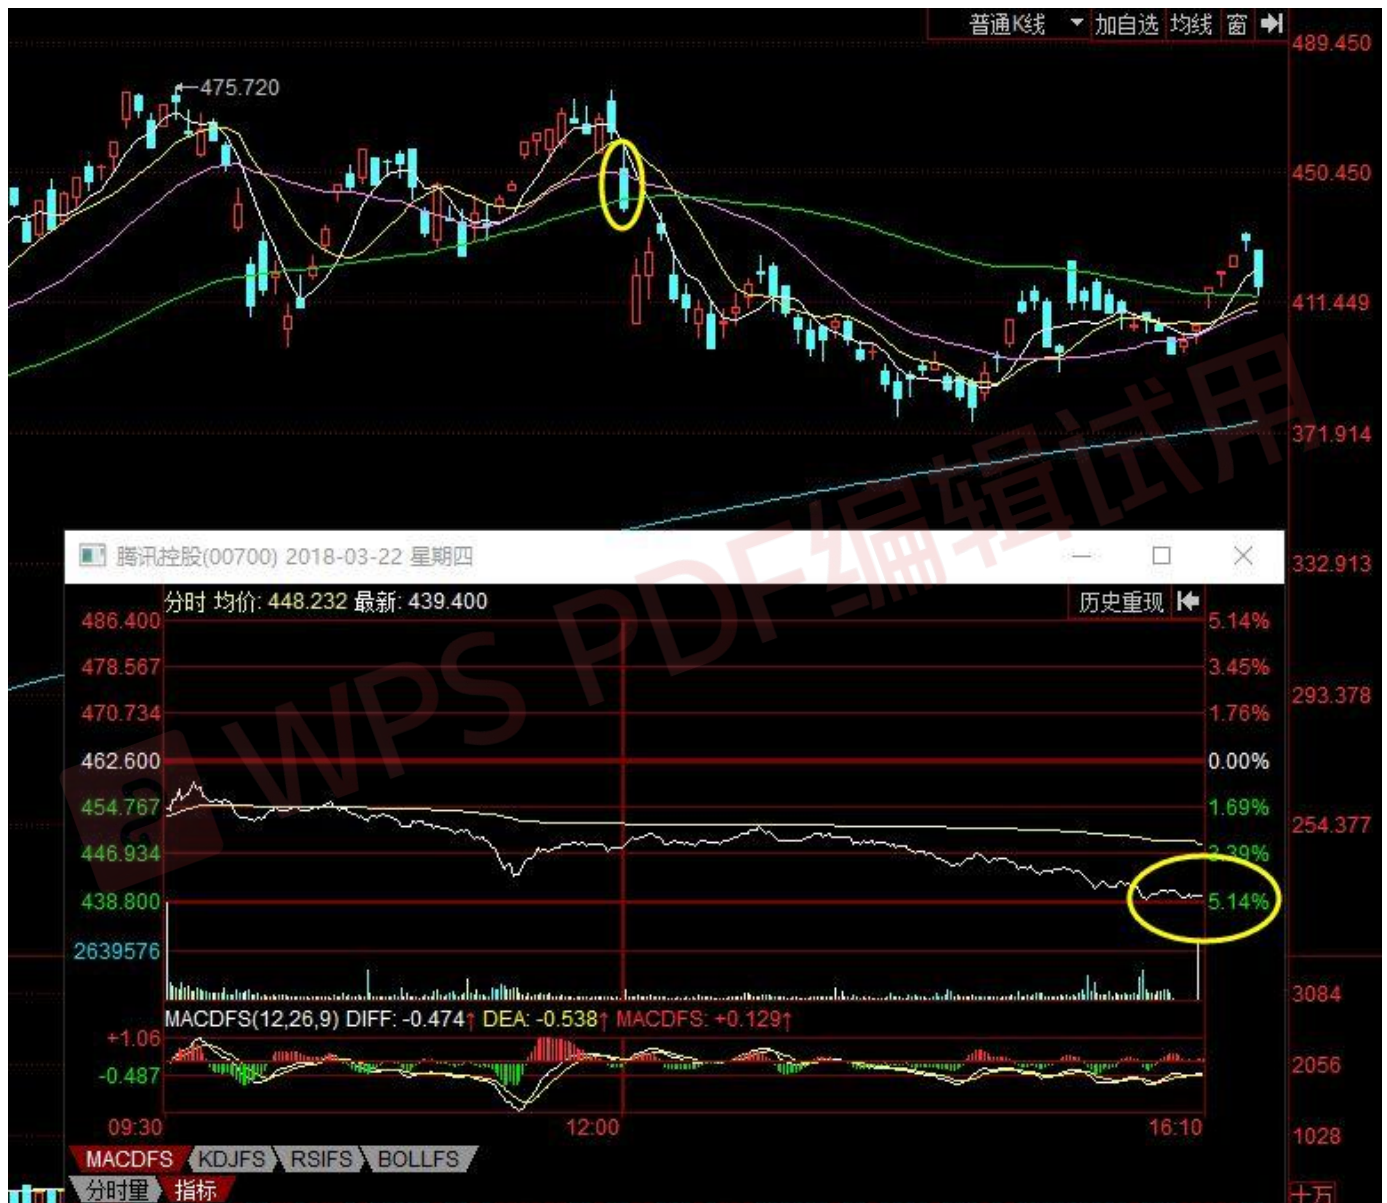 普通K线 加自选 均线 窗
489.450
475.720
450.450
411.449
371.914
332.913
293.378
254.377
3084
2056
1028
十万
腾讯控股(00700) 2018-03-22 星期四
分时 均价: 448.232 最新: 439.400 历史重现
486.400 5.14%
478.567 3.45%
470.734 1.76%
462.600 0.00%
454.767 1.69%
446.934 3.39%
438.800 5.14%
2639576
MACDFS(12,26,9) DIFF: -0.474↑ DEA: -0.538↑ MACDFS: +0.129↑
+1.06
-0.487
09:30 12:00 16:10
MACDFS KDJFS RSIFS BOLLFS
分时量 指标
WPS PDF编辑试用